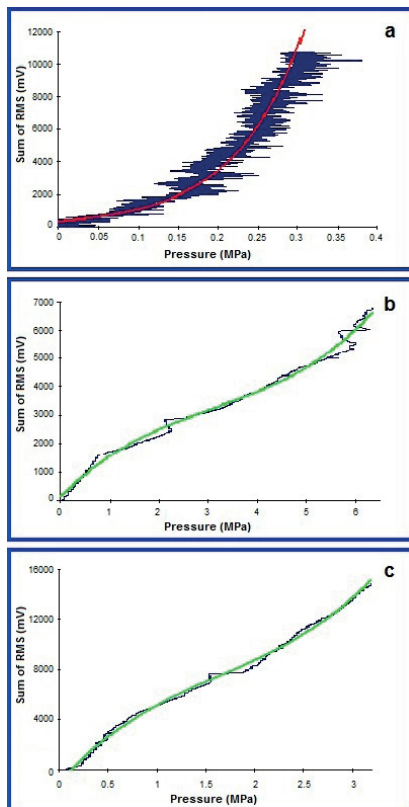 a
12000
10000
8000
6000
4000
2000
0
Sum of RMS (mV)
0 0.05 0.1 0.15 0.2 0.25 0.3 0.35 0.4
Pressure (MPa)
b
7000
6000
5000
4000
3000
2000
1000
0
Sum of RMS (mV)
0 1 2 3 4 5 6
Pressure (MPa)
c
16000
12000
8000
4000
0
Sum of RMS (mV)
0 0.5 1 1.5 2 2.5 3
Pressure (MPa)